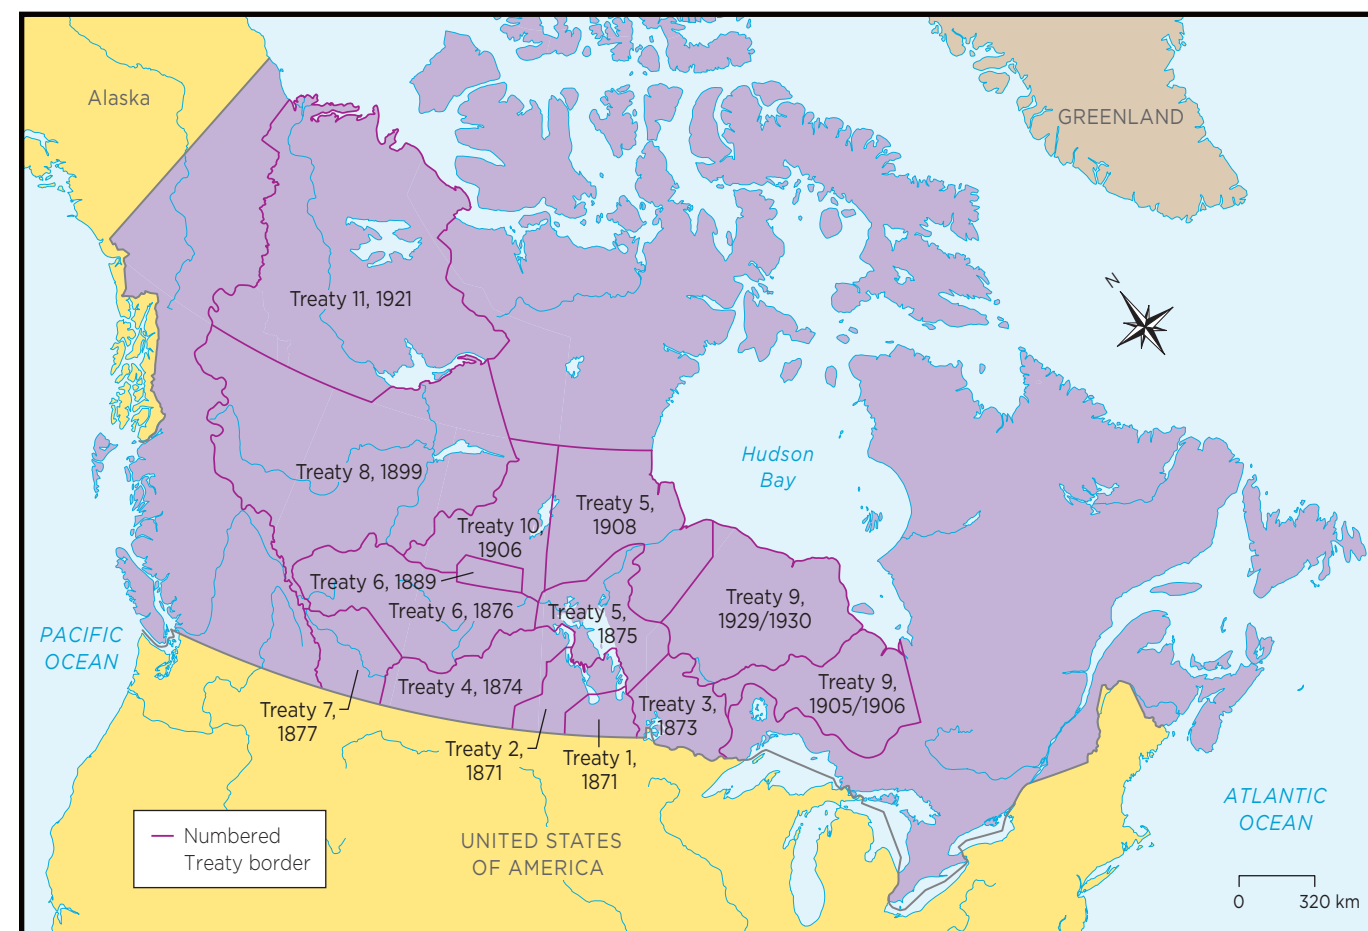 Alaska
GREENLAND
N
Treaty 11, 1921
Hudson
Bay
Treaty 8, 1899
Treaty 5,
1908
Treaty 10,
1906
Treaty 6, 1889
Treaty 6, 1876
Treaty 5,
1875
Treaty 9,
1929/1930
PACIFIC
OCEAN
Treaty 4, 1874
Treaty 3,
1873
Treaty 9,
1905/1906
Treaty 7,
1877
Treaty 2,
1871
Treaty 1,
1871
ATLANTIC
OCEAN
Numbered
Treaty border
UNITED STATES
OF AMERICA
0 320 km